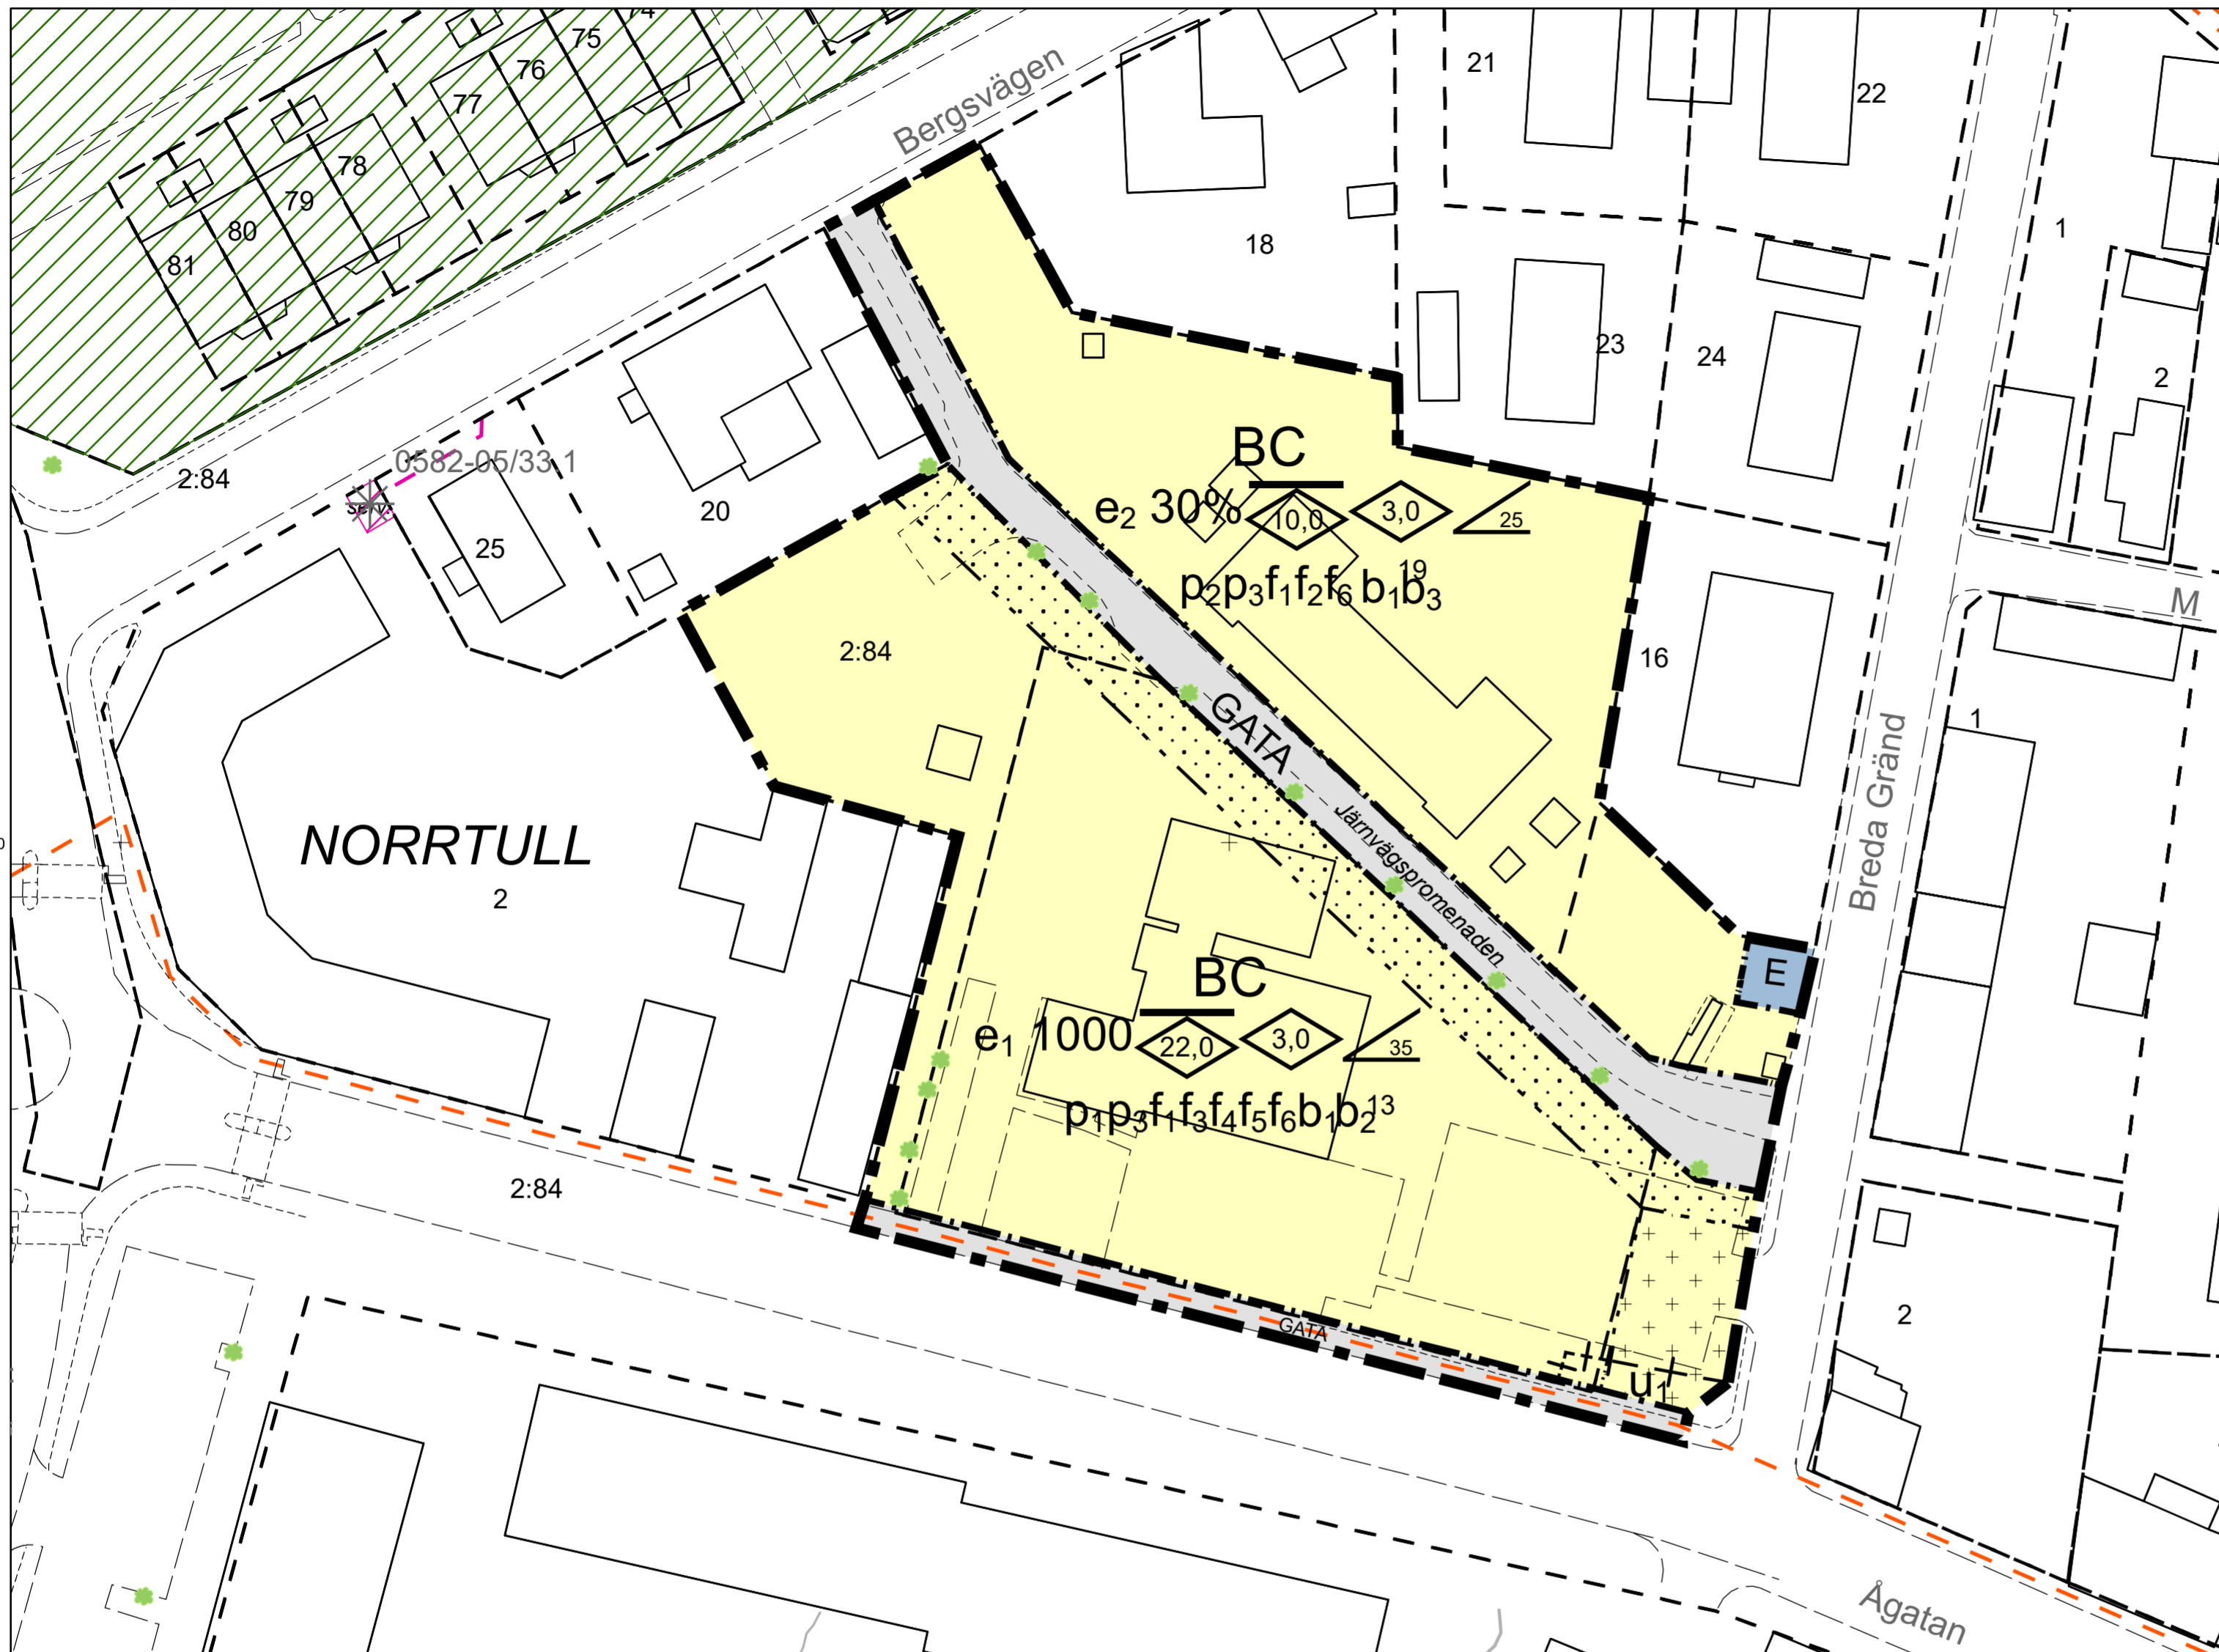 75
76
77
78
79
80
81
Bergsvägen
21
22
1
18
23
24
2
2:84
0582-05/33.1
serv.
25
20
BC
e2 30% 10,0 3,0 25
19
p2p3f1f2f6 b1b3
2:84
16
M
1
GATA
Breda Gränd
Järnvägspromenaden
NORRTULL
2
E
BC
e1 1000 22,0 3,0 35
p1p3f1f3f4f5f6b1b2 13
2:84
GATA
u1
2
Ågatan